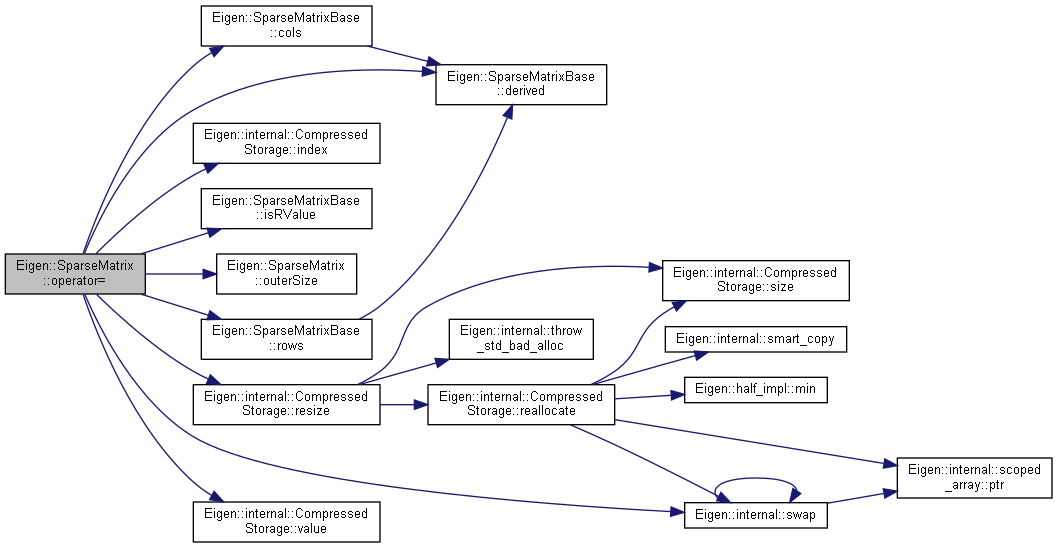 Eigen::SparseMatrix
::operator=
Eigen::SparseMatrixBase
::cols
Eigen::SparseMatrixBase
::derived
Eigen::internal::Compressed
Storage::index
Eigen::SparseMatrixBase
::isRValue
Eigen::SparseMatrix
::outerSize
Eigen::SparseMatrixBase
::rows
Eigen::internal::Compressed
Storage::resize
Eigen::internal::Compressed
Storage::value
Eigen::internal::throw
_std_bad_alloc
Eigen::internal::Compressed
Storage::reallocate
Eigen::internal::Compressed
Storage::size
Eigen::internal::smart_copy
Eigen::half_impl::min
Eigen::internal::swap
Eigen::internal::scoped
_array::ptr